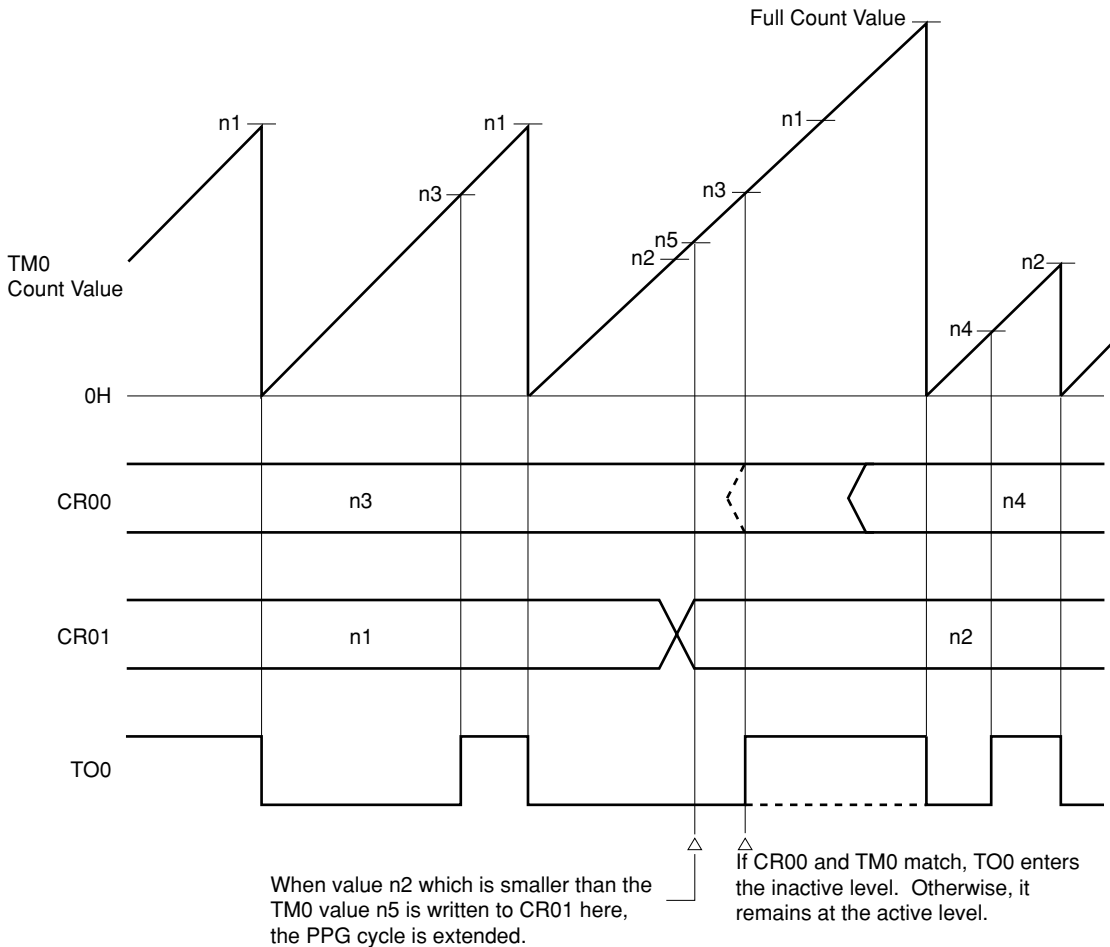 Full Count Value
n1
n1
n1
n3
n3
n5
n2
n2
TM0
Count Value
n4
0H
CR00
n3
n4
CR01
n1
n2
TO0
When value n2 which is smaller than the
TM0 value n5 is written to CR01 here,
the PPG cycle is extended.
If CR00 and TM0 match, TO0 enters
the inactive level. Otherwise, it
remains at the active level.